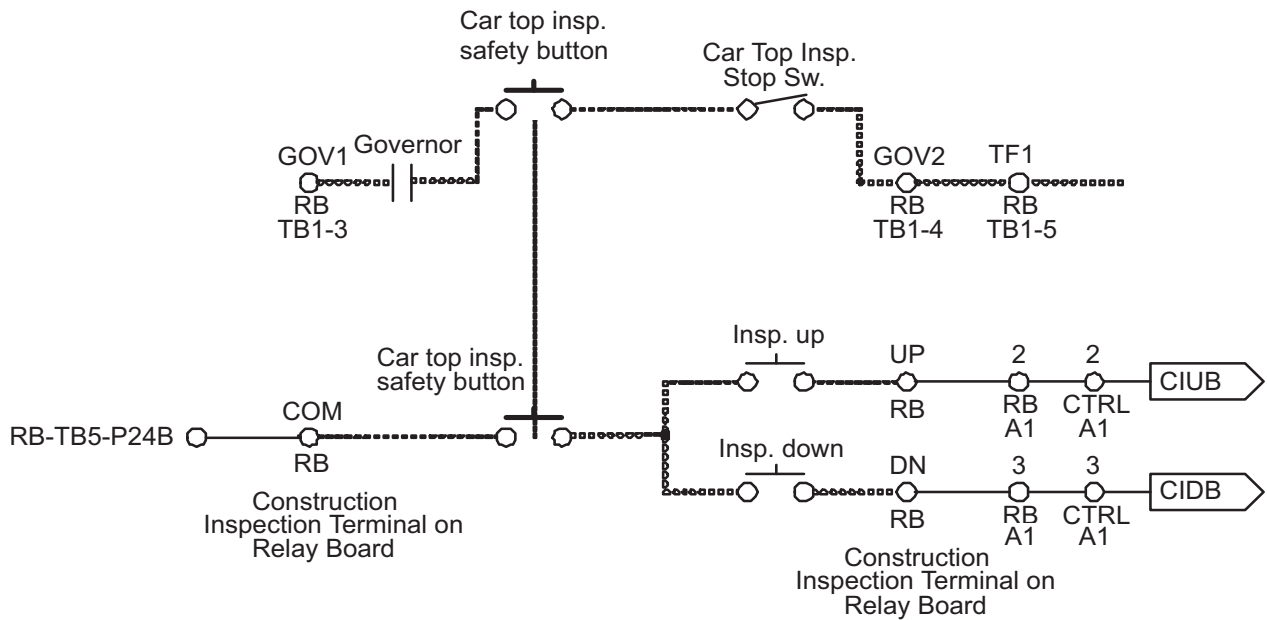 Car top insp.
safety button
Car Top Insp.
Stop Sw.
GOV1
Governor
RB
TB1-3
GOV2
RB
TB1-4
TF1
RB
TB1-5
Car top insp.
safety button
RB-TB5-P24B
COM
RB
Construction
Inspection Terminal on
Relay Board
Insp. up
UP
RB
2
RB
A1
2
CTRL
A1
CIUB
Insp. down
DN
RB
3
RB
A1
3
CTRL
A1
CIDB
Construction
Inspection Terminal on
Relay Board